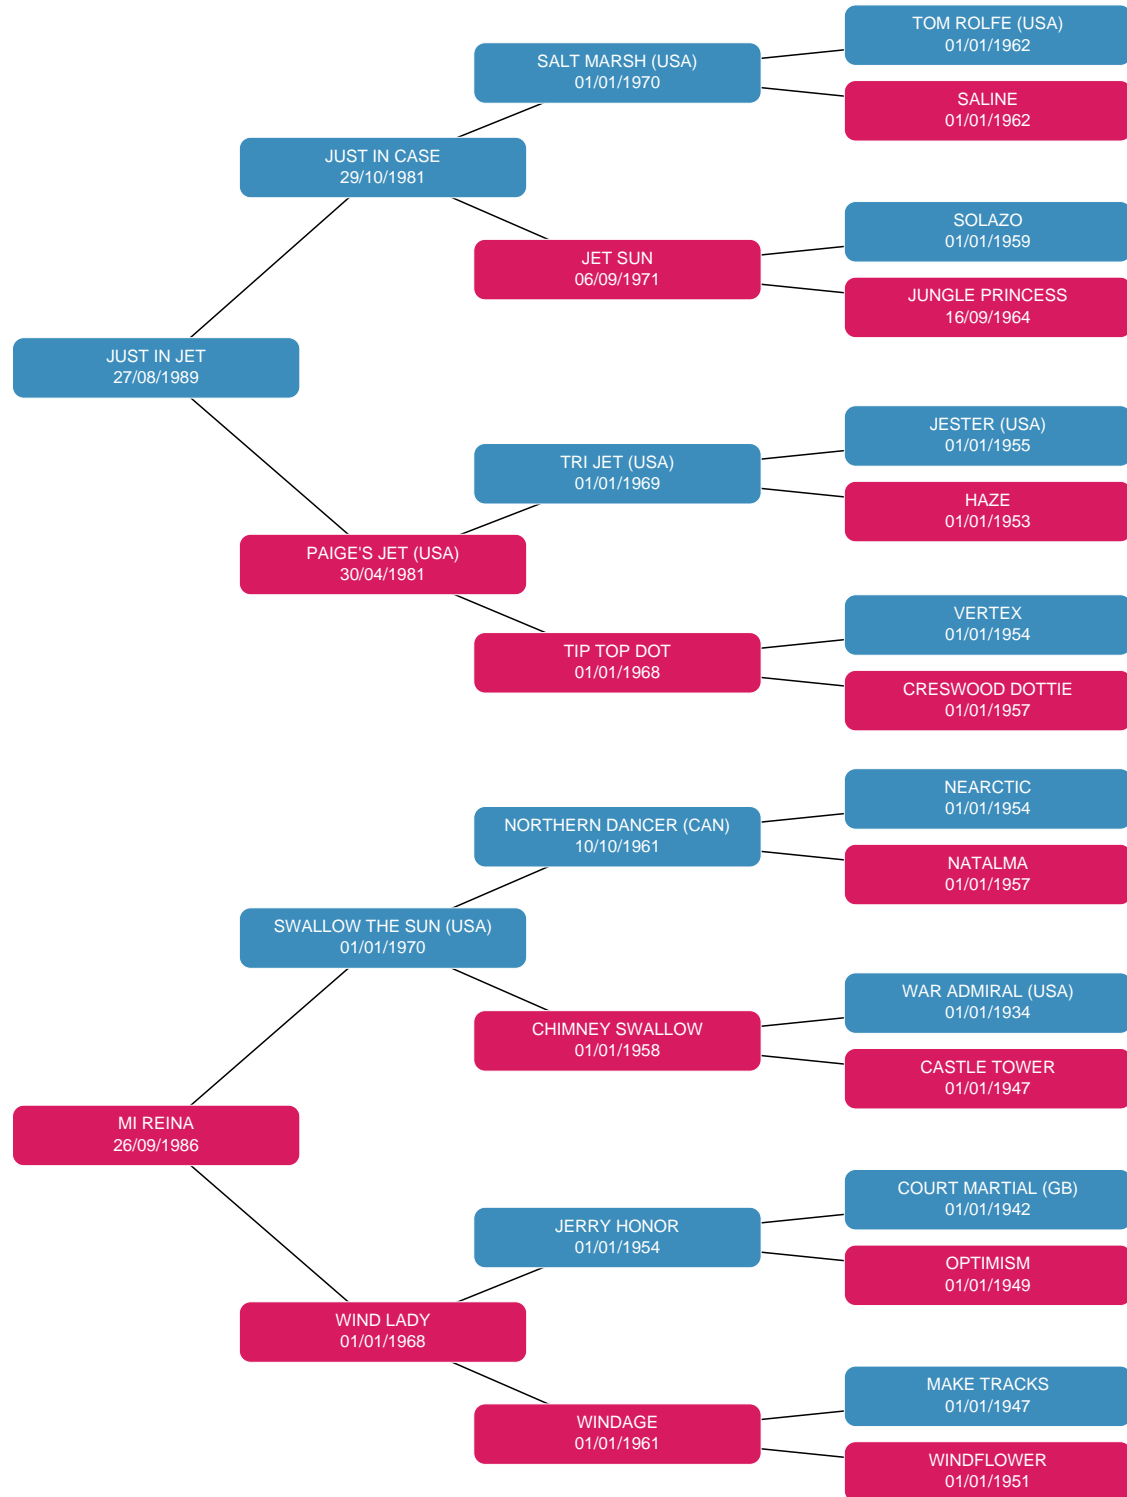 TOM ROLFE (USA)
01/01/1962
SALT MARSH (USA)
01/01/1970
SALINE
01/01/1962
JUST IN CASE
29/10/1981
SOLAZO
01/01/1959
JET SUN
06/09/1971
JUNGLE PRINCESS
16/09/1964
JUST IN JET
27/08/1989
JESTER (USA)
01/01/1955
TRI JET (USA)
01/01/1969
HAZE
01/01/1953
PAIGE'S JET (USA)
30/04/1981
VERTEX
01/01/1954
TIP TOP DOT
01/01/1968
CRESWOOD DOTTIE
01/01/1957
NEARCTIC
01/01/1954
NORTHERN DANCER (CAN)
10/10/1961
NATALMA
01/01/1957
SWALLOW THE SUN (USA)
01/01/1970
WAR ADMIRAL (USA)
01/01/1934
CHIMNEY SWALLOW
01/01/1958
CASTLE TOWER
01/01/1947
MI REINA
26/09/1986
COURT MARTIAL (GB)
01/01/1942
JERRY HONOR
01/01/1954
OPTIMISM
01/01/1949
WIND LADY
01/01/1968
MAKE TRACKS
01/01/1947
WINDAGE
01/01/1961
WINDFLOWER
01/01/1951